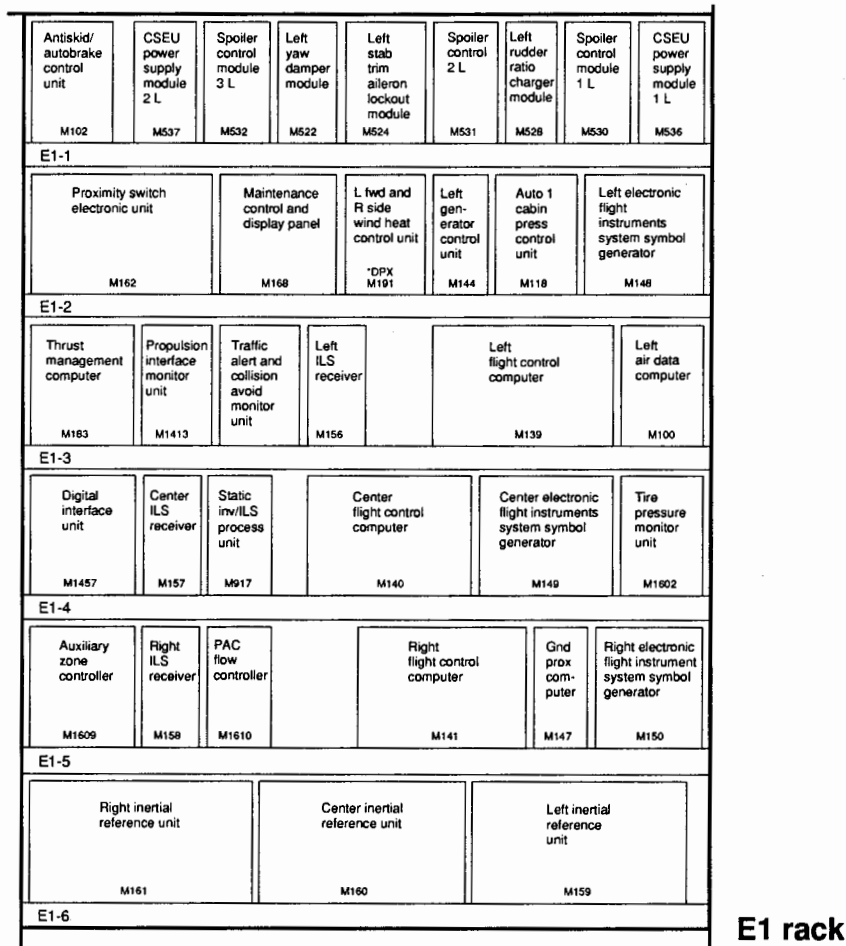 Antiskid/
autobrake
control
unit
M102
CSEU
power
supply
module
2 L
M537
Spoiler
control
module
3 L
M532
Left
yaw
damper
module
M522
Left
stab
trim
aileron
lockout
module
M524
Spoiler
control
2 L
M531
Left
rudder
ratio
charger
module
M528
Spoiler
control
module
1 L
M530
CSEU
power
supply
module
1 L
M536
E1-1
Proximity switch
electronic unit
M162
Maintenance
control and
display panel
M168
L fwd and
R side
wind heat
control unit
*DPX
M191
Left
gen-
erator
control
unit
M144
Auto 1
cabin
press
control
unit
M118
Left electronic
flight
instruments
system symbol
generator
M148
E1-2
Thrust
management
computer
M183
Propulsion
interface
monitor
unit
M1413
Traffic
alert and
collision
avoid
monitor
unit
Left
ILS
receiver
M156
Left
flight control
computer
M139
Left
air data
computer
M100
E1-3
Digital
interface
unit
M1457
Center
ILS
receiver
M157
Static
inv/ILS
process
unit
M917
Center
flight control
computer
M140
Center electronic
flight instruments
system symbol
generator
M149
Tire
pressure
monitor
unit
M1602
E1-4
Auxiliary
zone
controller
M1609
Right
ILS
receiver
M158
PAC
flow
controller
M1610
Right
flight control
computer
M141
Gnd
prox
com-
puter
M147
Right electronic
flight instrument
system symbol
generator
M150
E1-5
Right inertial
reference unit
M161
Center inertial
reference unit
M160
Left inertial
reference
unit
M159
E1-6
E1 rack